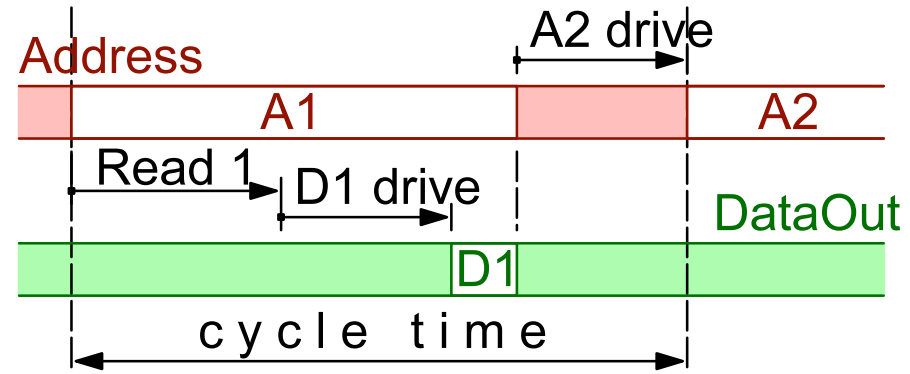 A2 drive
Address
A1
A2
Read 1
D1 drive
DataOut
D1
cycle time